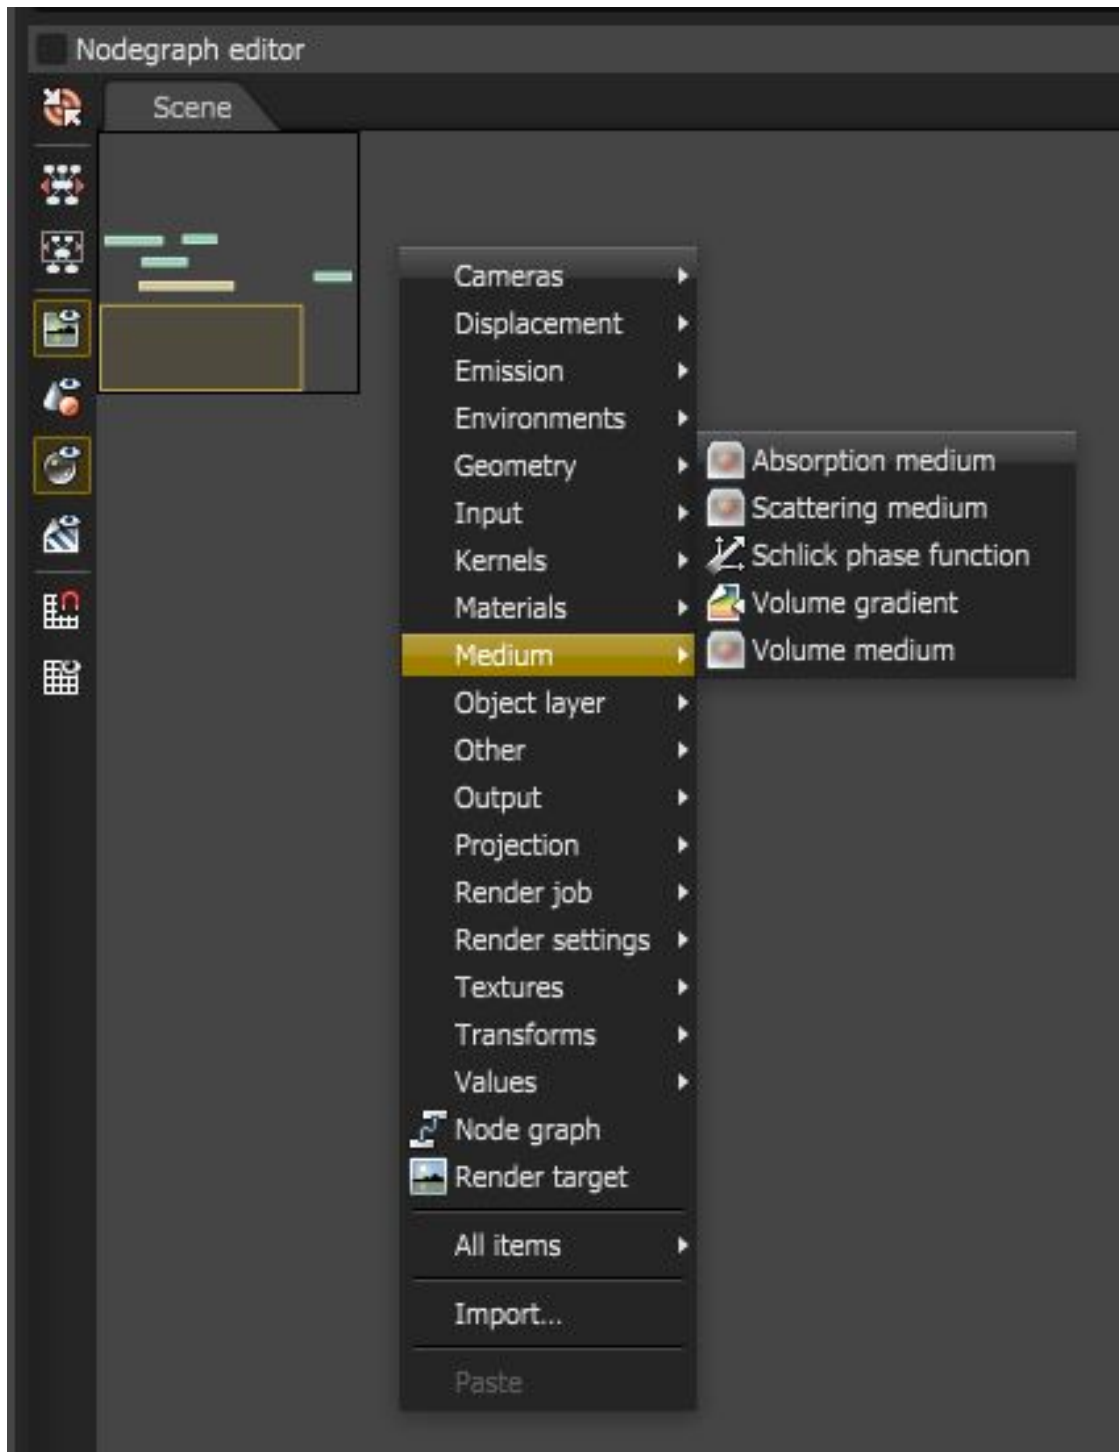 Nodegraph editor
Scene
Cameras
Displacement
Emission
Environments
Geometry
Input
Kernels
Materials
Medium
Object layer
Other
Output
Projection
Render job
Render settings
Textures
Transforms
Values
Node graph
Render target
All items
Import...
Paste
Absorption medium
Scattering medium
Schlick phase function
Volume gradient
Volume medium